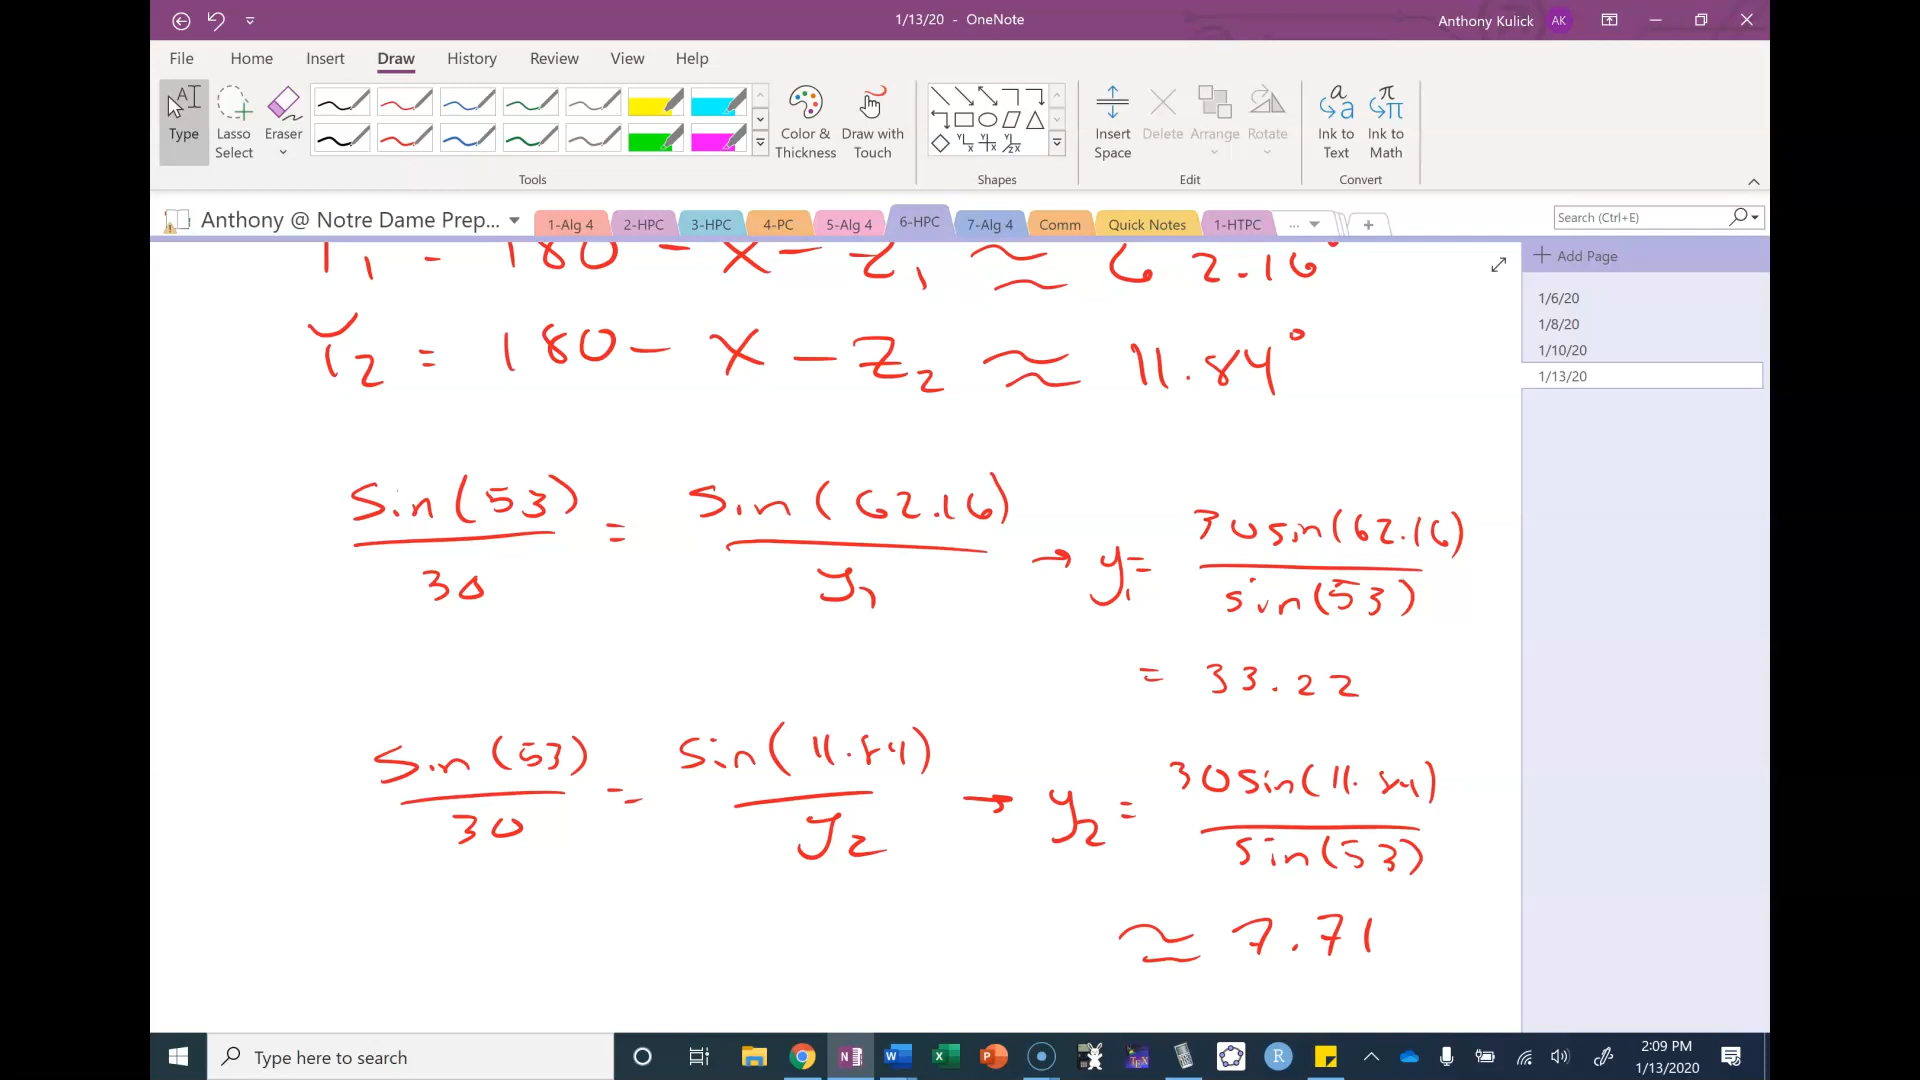 1/13/20 - OneNote
Anthony Kulick AK
File Home Insert Draw History View Help
Type
Lasso Select
Eraser
Color & Thickness
Draw with Touch
Insert Space
Delete Arrange Rotate
Ink to Text
Ink to Math
Tools Shapes Edit Convert
Anthony @ Notre Dame Prep... 1-Alg 4 2-HPC 3-HPC 4-PC 5-Alg 4 6-HPC 7-Alg 4 Comm Quick Notes 1-HTPC ... +
Search (Ctrl+E)
Add Page
1/6/20
1/8/20
1/10/20
1/13/20
Y₁ = 180 - X - Z₁ ≈ 62.16°
Y₂ = 180 - X - Z₂ ≈ 11.84°
sin(53)/30 = sin(62.16)/y₁ → y₁ = 30sin(62.16)/sin(53)
= 33.22
sin(53)/30 = sin(11.84)/y₂ → y₂ = 30sin(11.84)/sin(53)
≈ 7.71
Type here to search
2:09 PM
1/13/2020